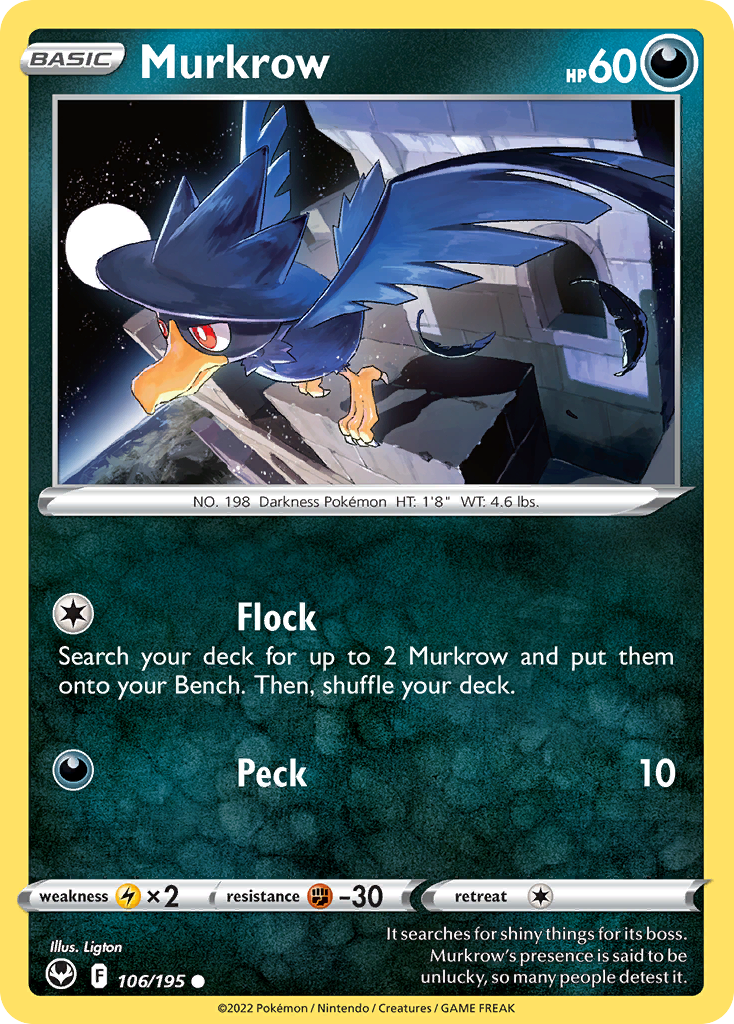 BASIC
Murkrow
HP 60
NO. 198 Darkness Pokémon HT: 1'8" WT: 4.6 lbs.
Flock
Search your deck for up to 2 Murkrow and put them
onto your Bench. Then, shuffle your deck.
Peck 10
weakness ×2 resistance -30 retreat
It searches for shiny things for its boss.
Murkrow's presence is said to be
unlucky, so many people detest it.
Illus. Ligton
F 106/195
©2022 Pokémon / Nintendo / Creatures / GAME FREAK